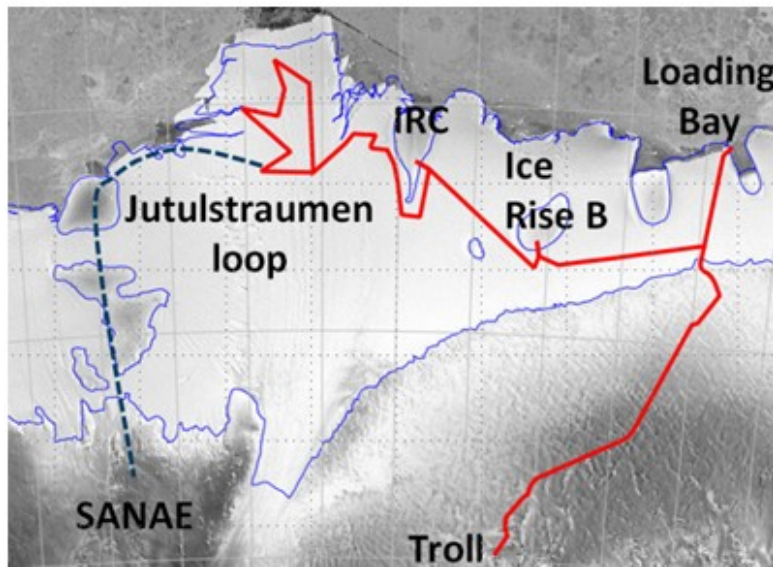 Loading
Bay
IRC
Ice
Rise B
Jutulstraumen
loop
SANAE
Troll